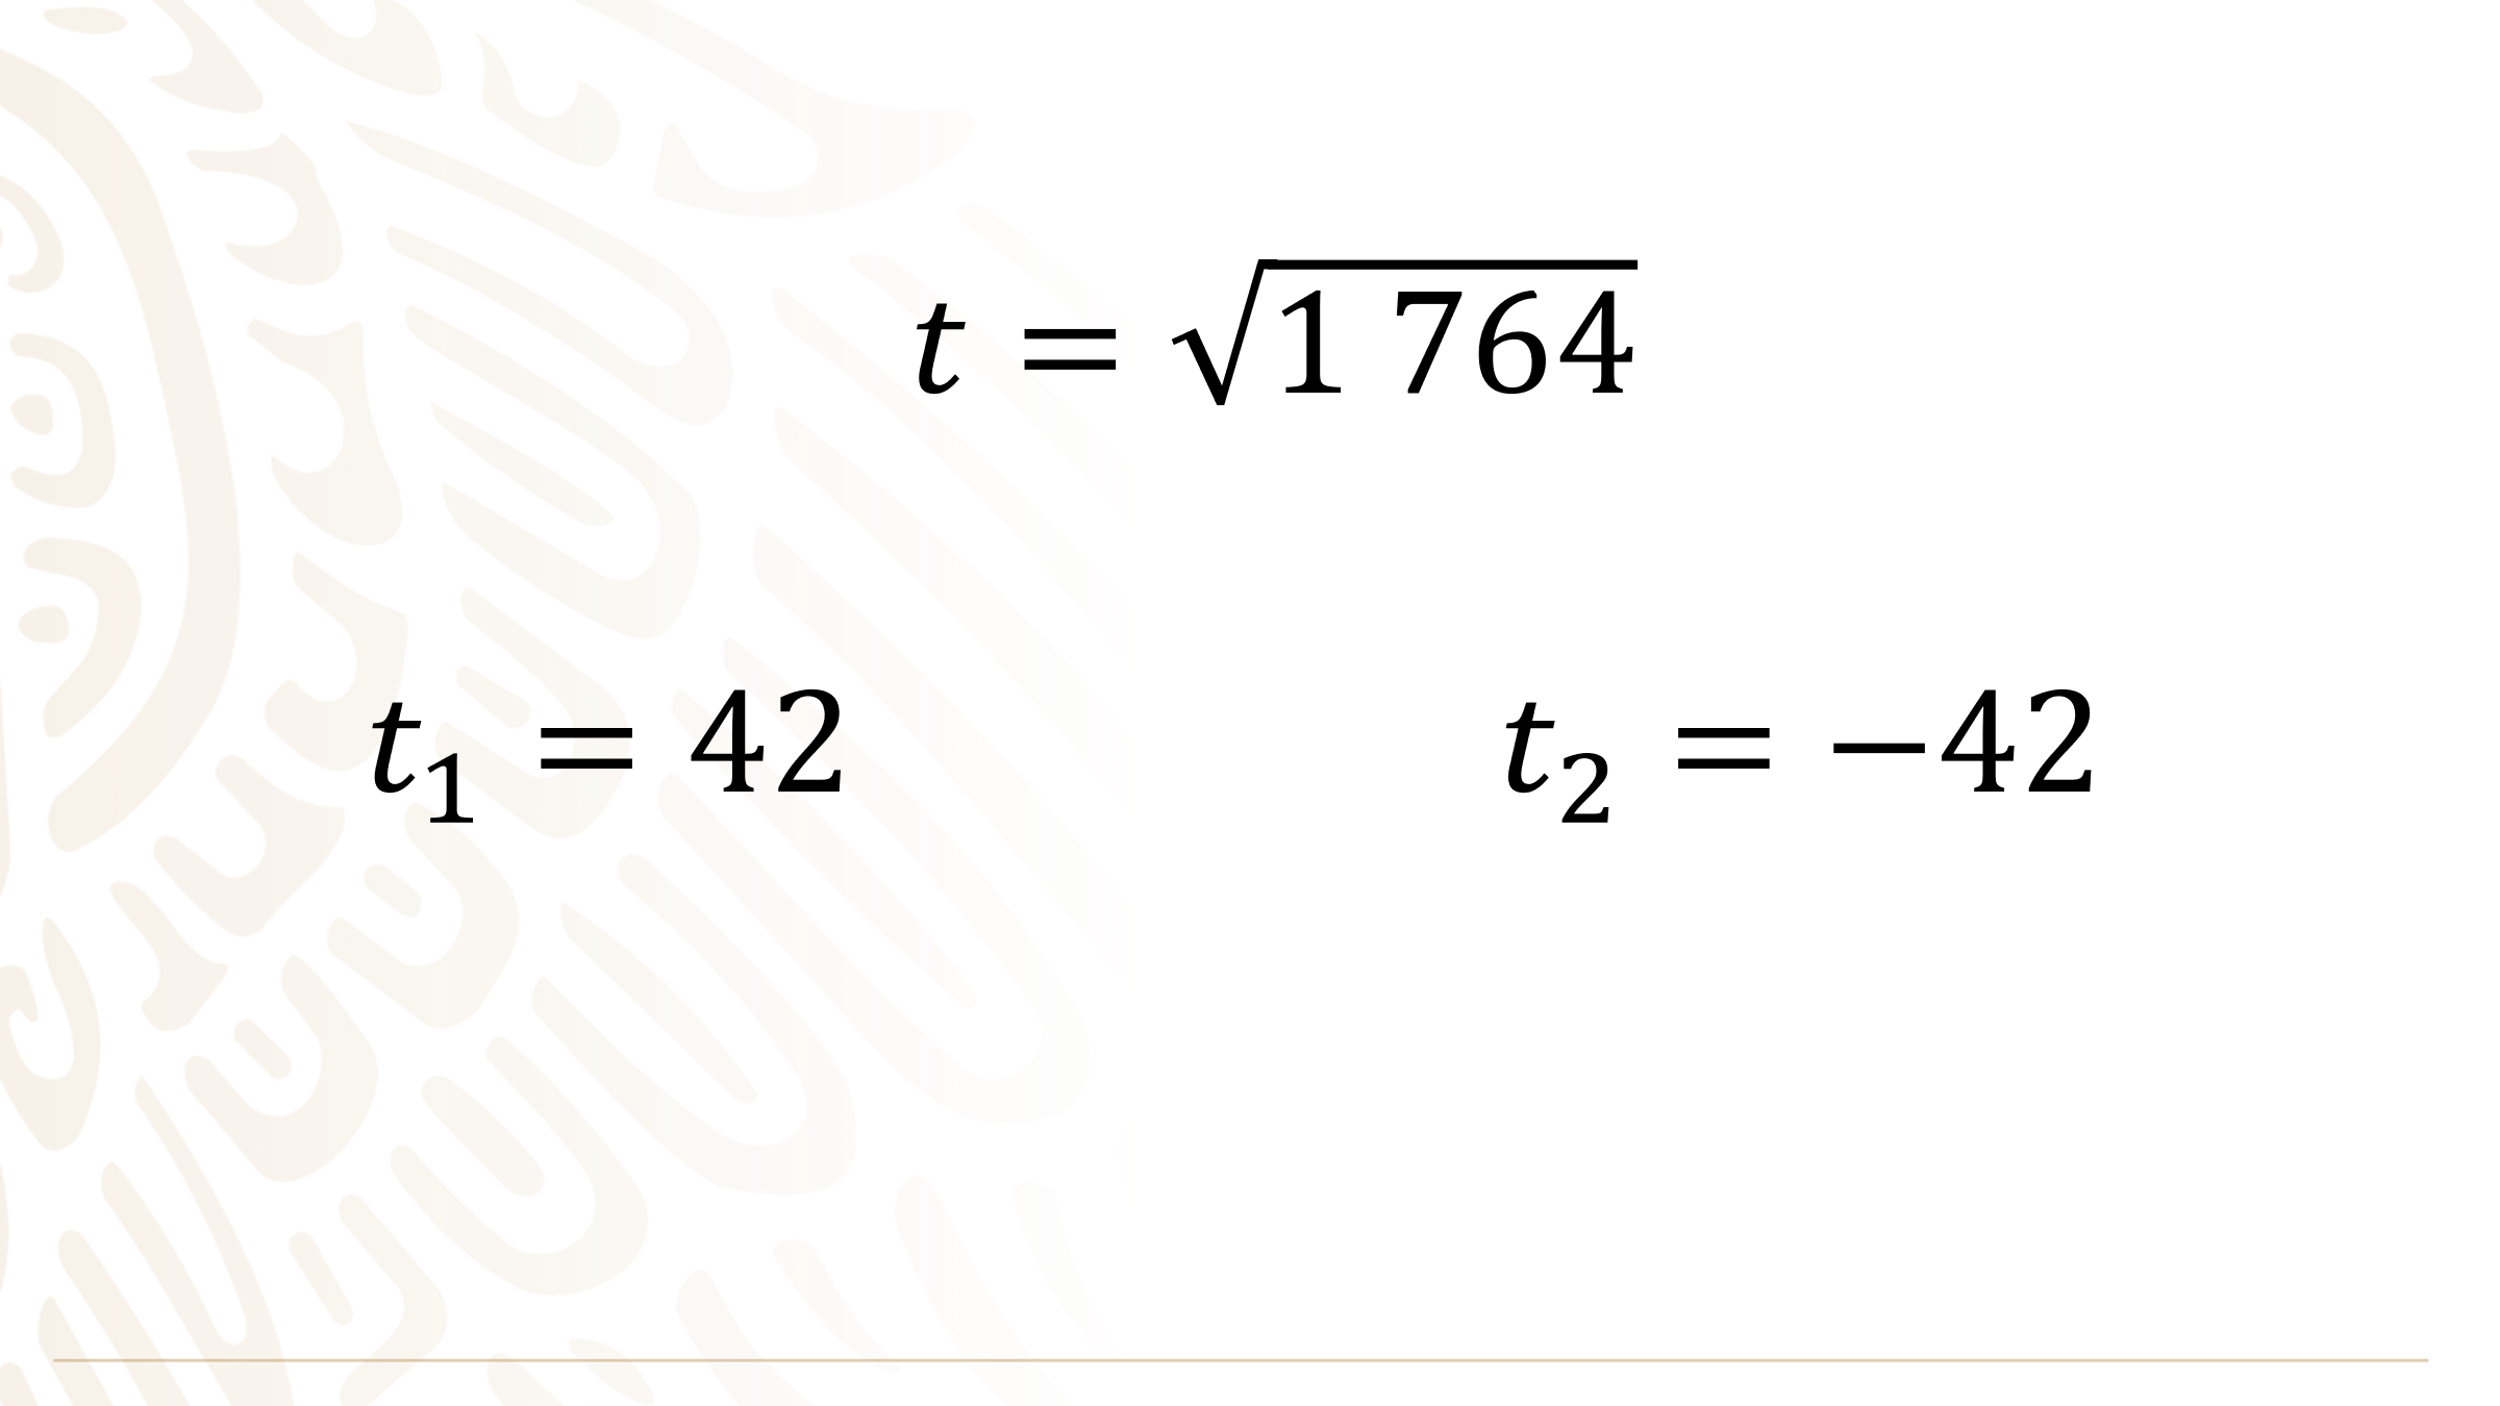 t = √1 764
t₁ = 42
t₂ = −42